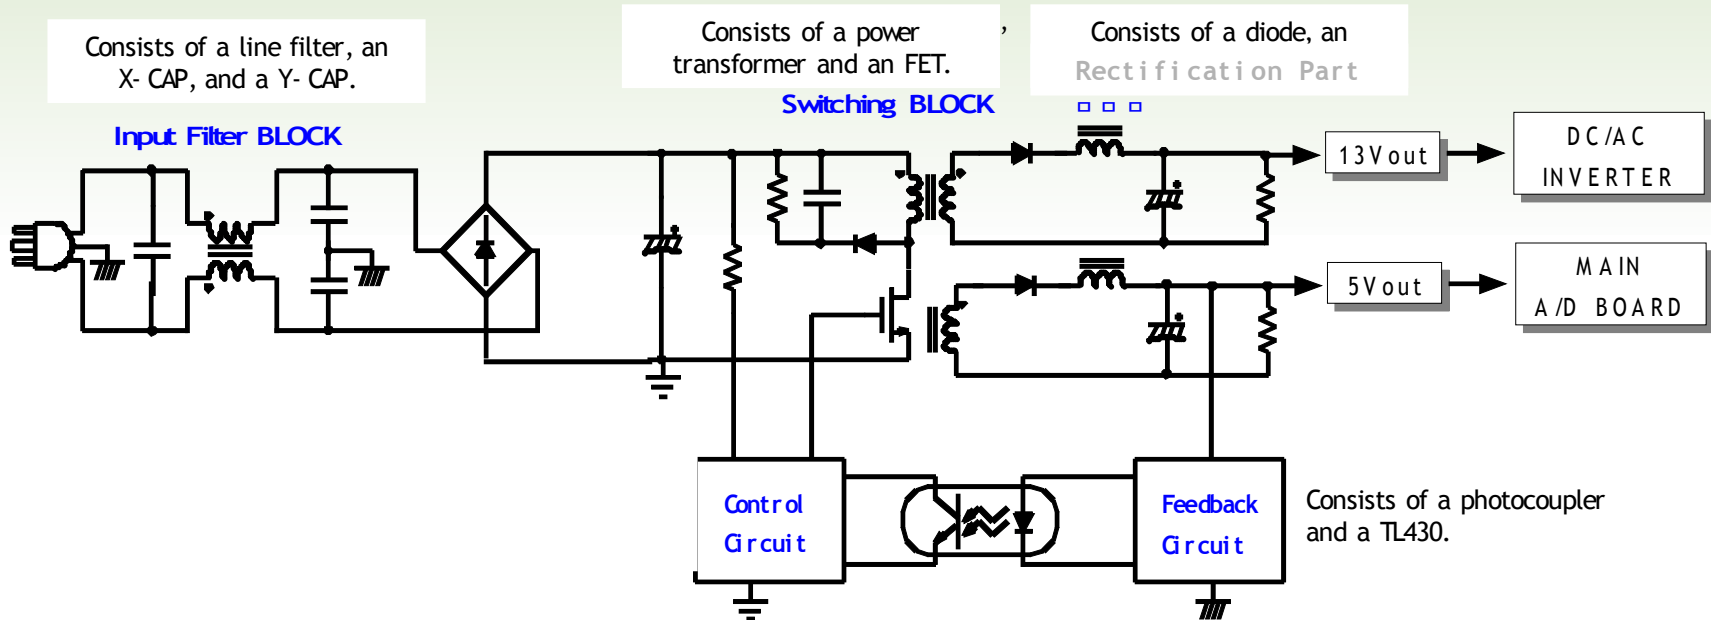 Consists of a line filter, an
X- CAP, and a Y- CAP.
Input Filter BLOCK
Consists of a power ,
transformer and an FET.
Switching BLOCK
Consists of a diode, an
Rectification Part
13Vout
DC/AC
INVERTER
5Vout
MAIN
A/D BOARD
Control
Circuit
Feedback
Circuit
Consists of a photocoupler
and a TL430.